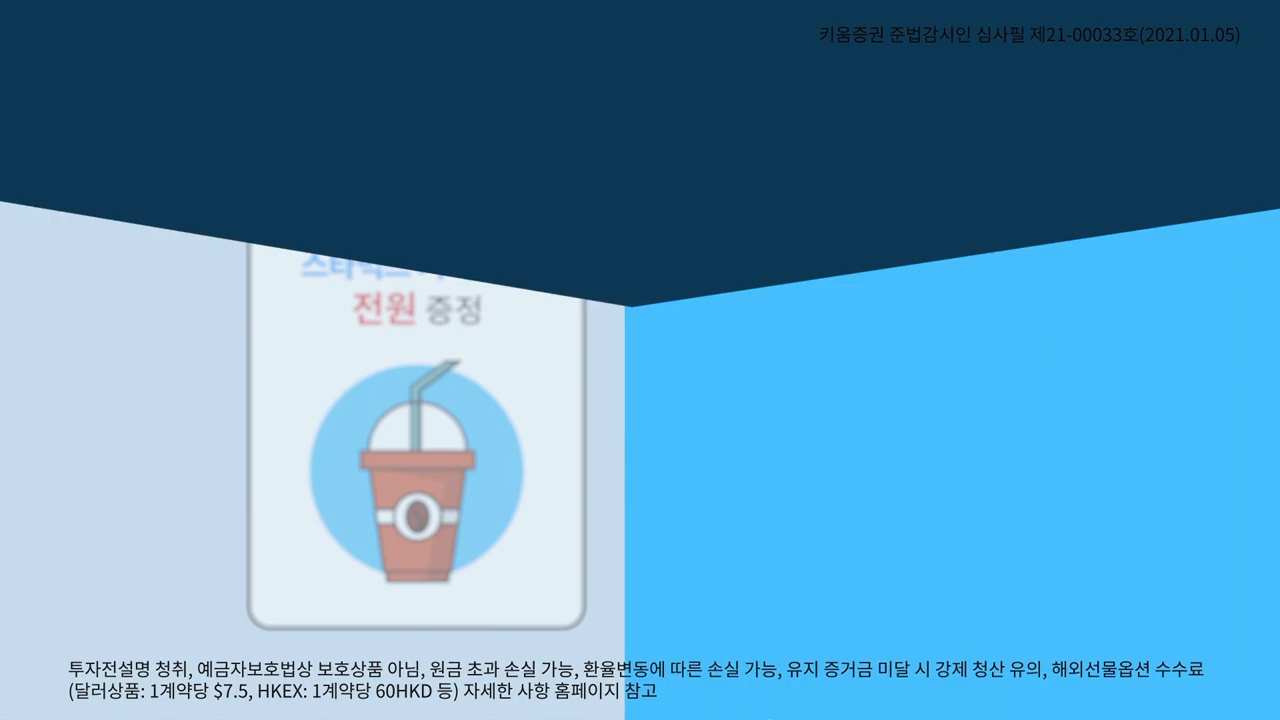 키움증권 준법감시인 심사필 제21-00033호(2021.01.05)
전원 증정
투자전설명 청취, 예금자보호법상 보호상품 아님, 원금 초과 손실 가능, 환율변동에 따른 손실 가능, 유지 증거금 미달 시 강제 청산 유의, 해외선물옵션 수수료
(달러상품: 1계약당 $7.5, HKEX: 1계약당 60HKD 등) 자세한 사항 홈페이지 참고